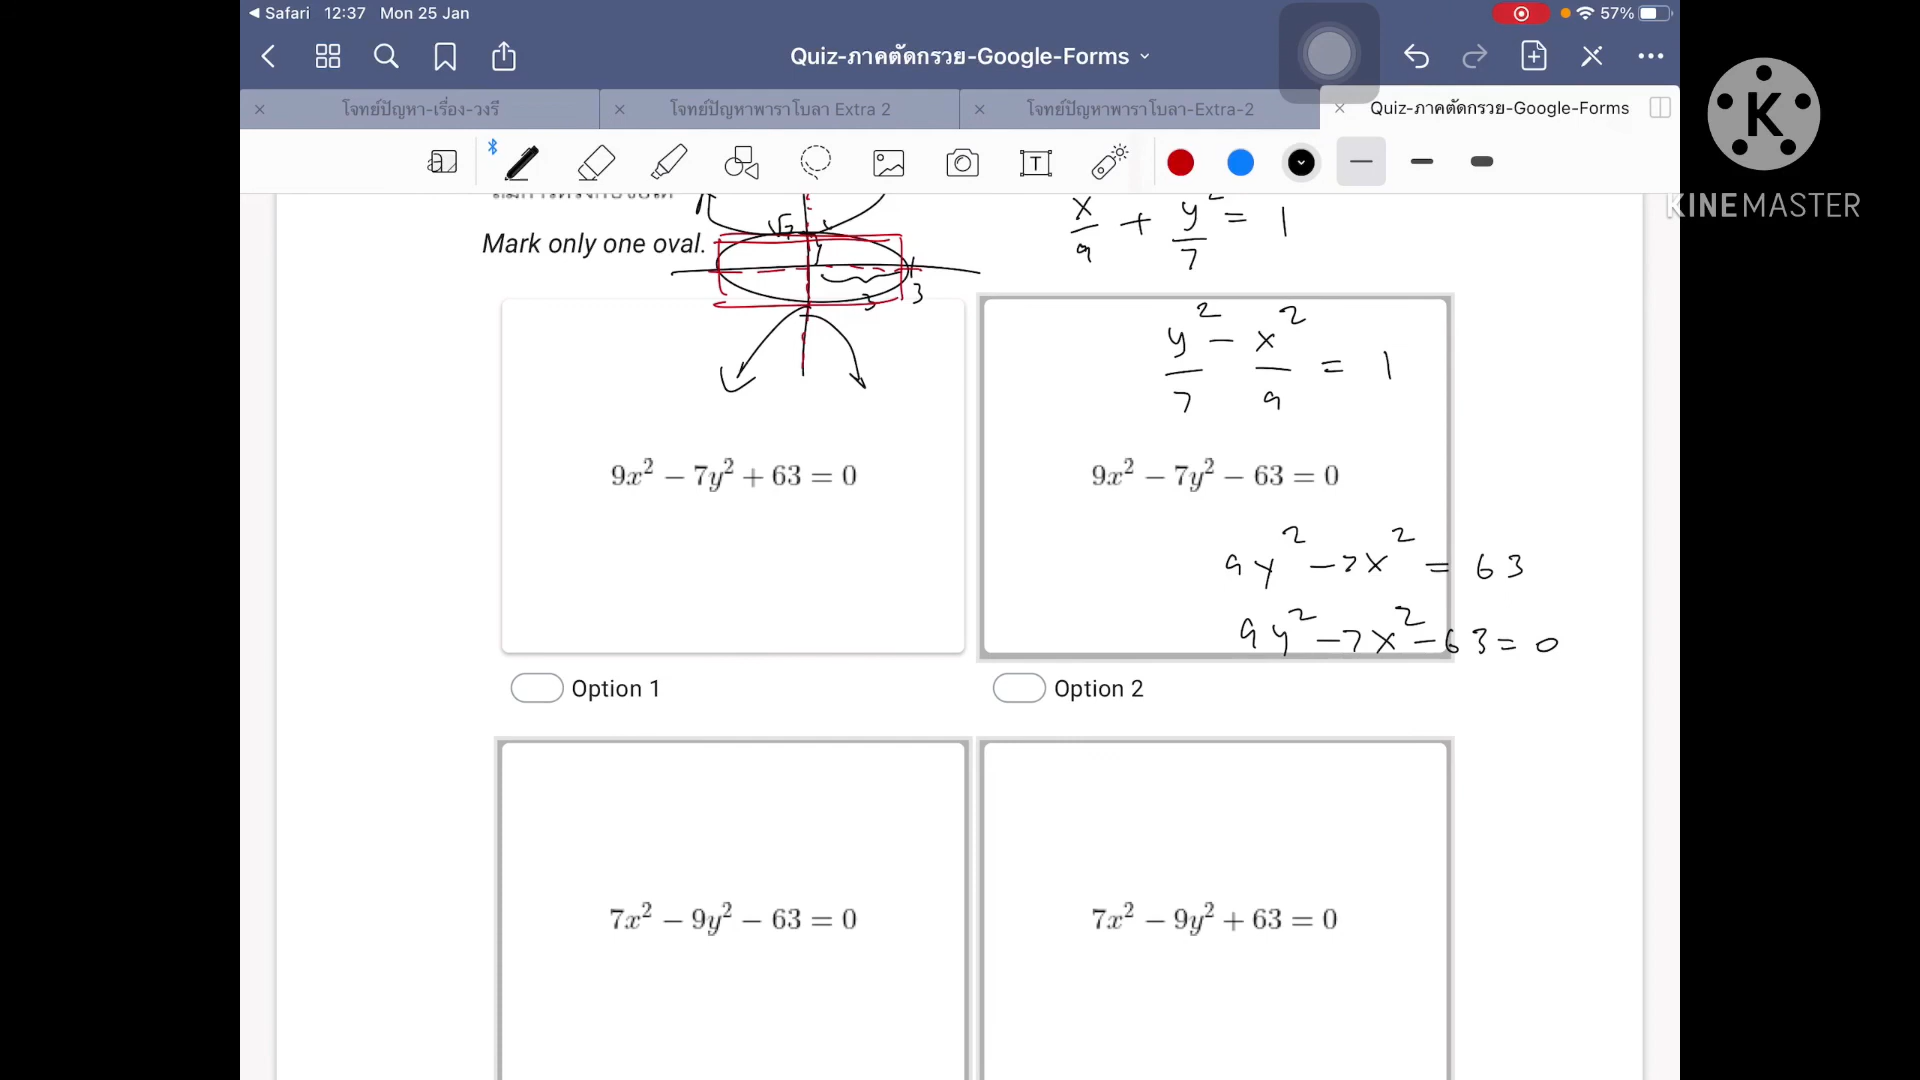 Safari 12:37 Mon 25 Jan 57%
Quiz-ภาคตัดกรวย-Google-Forms
โจทย์ปัญหา-เรื่อง-วงรี โจทย์ปัญหาพาราโบลา Extra 2 โจทย์ปัญหาพาราโบลา-Extra-2 Quiz-ภาคตัดกรวย-Google-Forms
K
KINEMASTER
T
x/9 + y²/7 = 1
Mark only one oval.
√7
3 3
y²/7 − x²/9 = 1
9x² − 7y² + 63 = 0
9x² − 7y² − 63 = 0
9y² − 7x² = 63
9y² − 7x² − 63 = 0
Option 1
Option 2
7x² − 9y² − 63 = 0
7x² − 9y² + 63 = 0